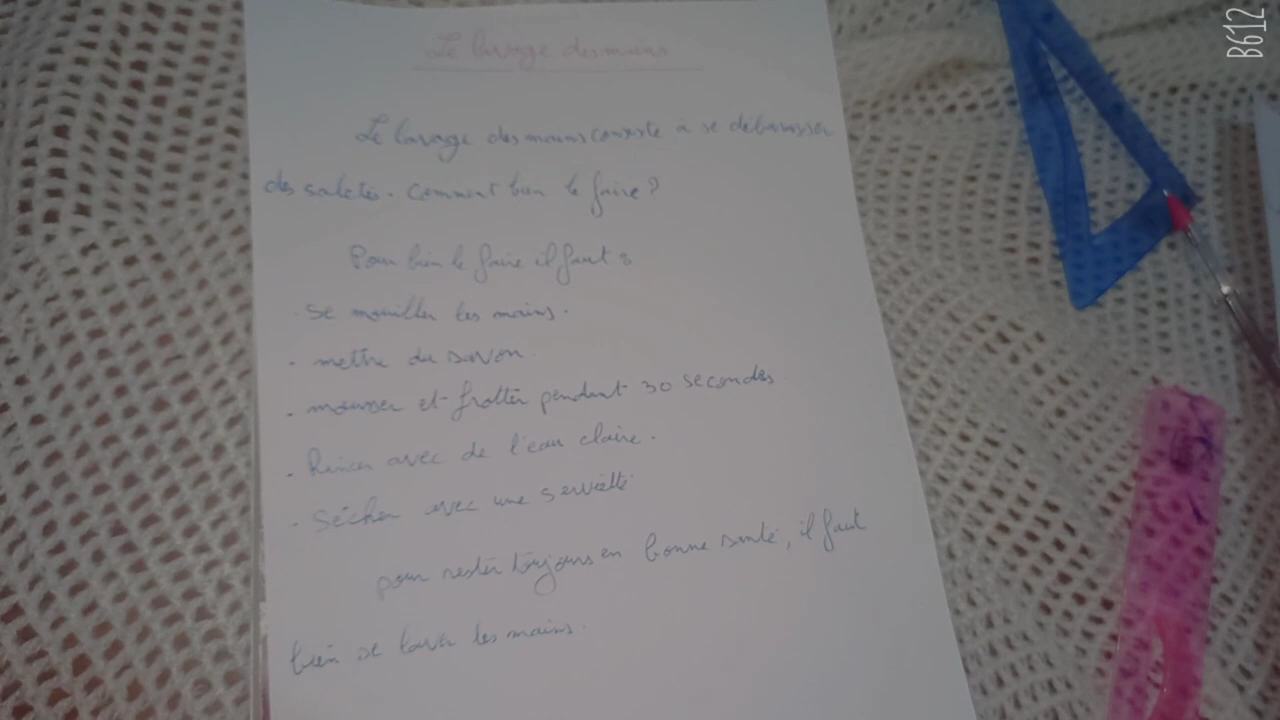 Le lavage des mains
Le lavage des mains consiste à se débarasser
des saletés. Comment bien le faire ?
Pour bien le faire il faut :
. Se mouiller les mains.
- mettre du savon
- mousser et frotter pendant 30 secondes
- Rincer avec de l'eau claire.
- Sécher avec une serviette
pour rester toujours en bonne santé, il faut
bien se laver les mains.
B612